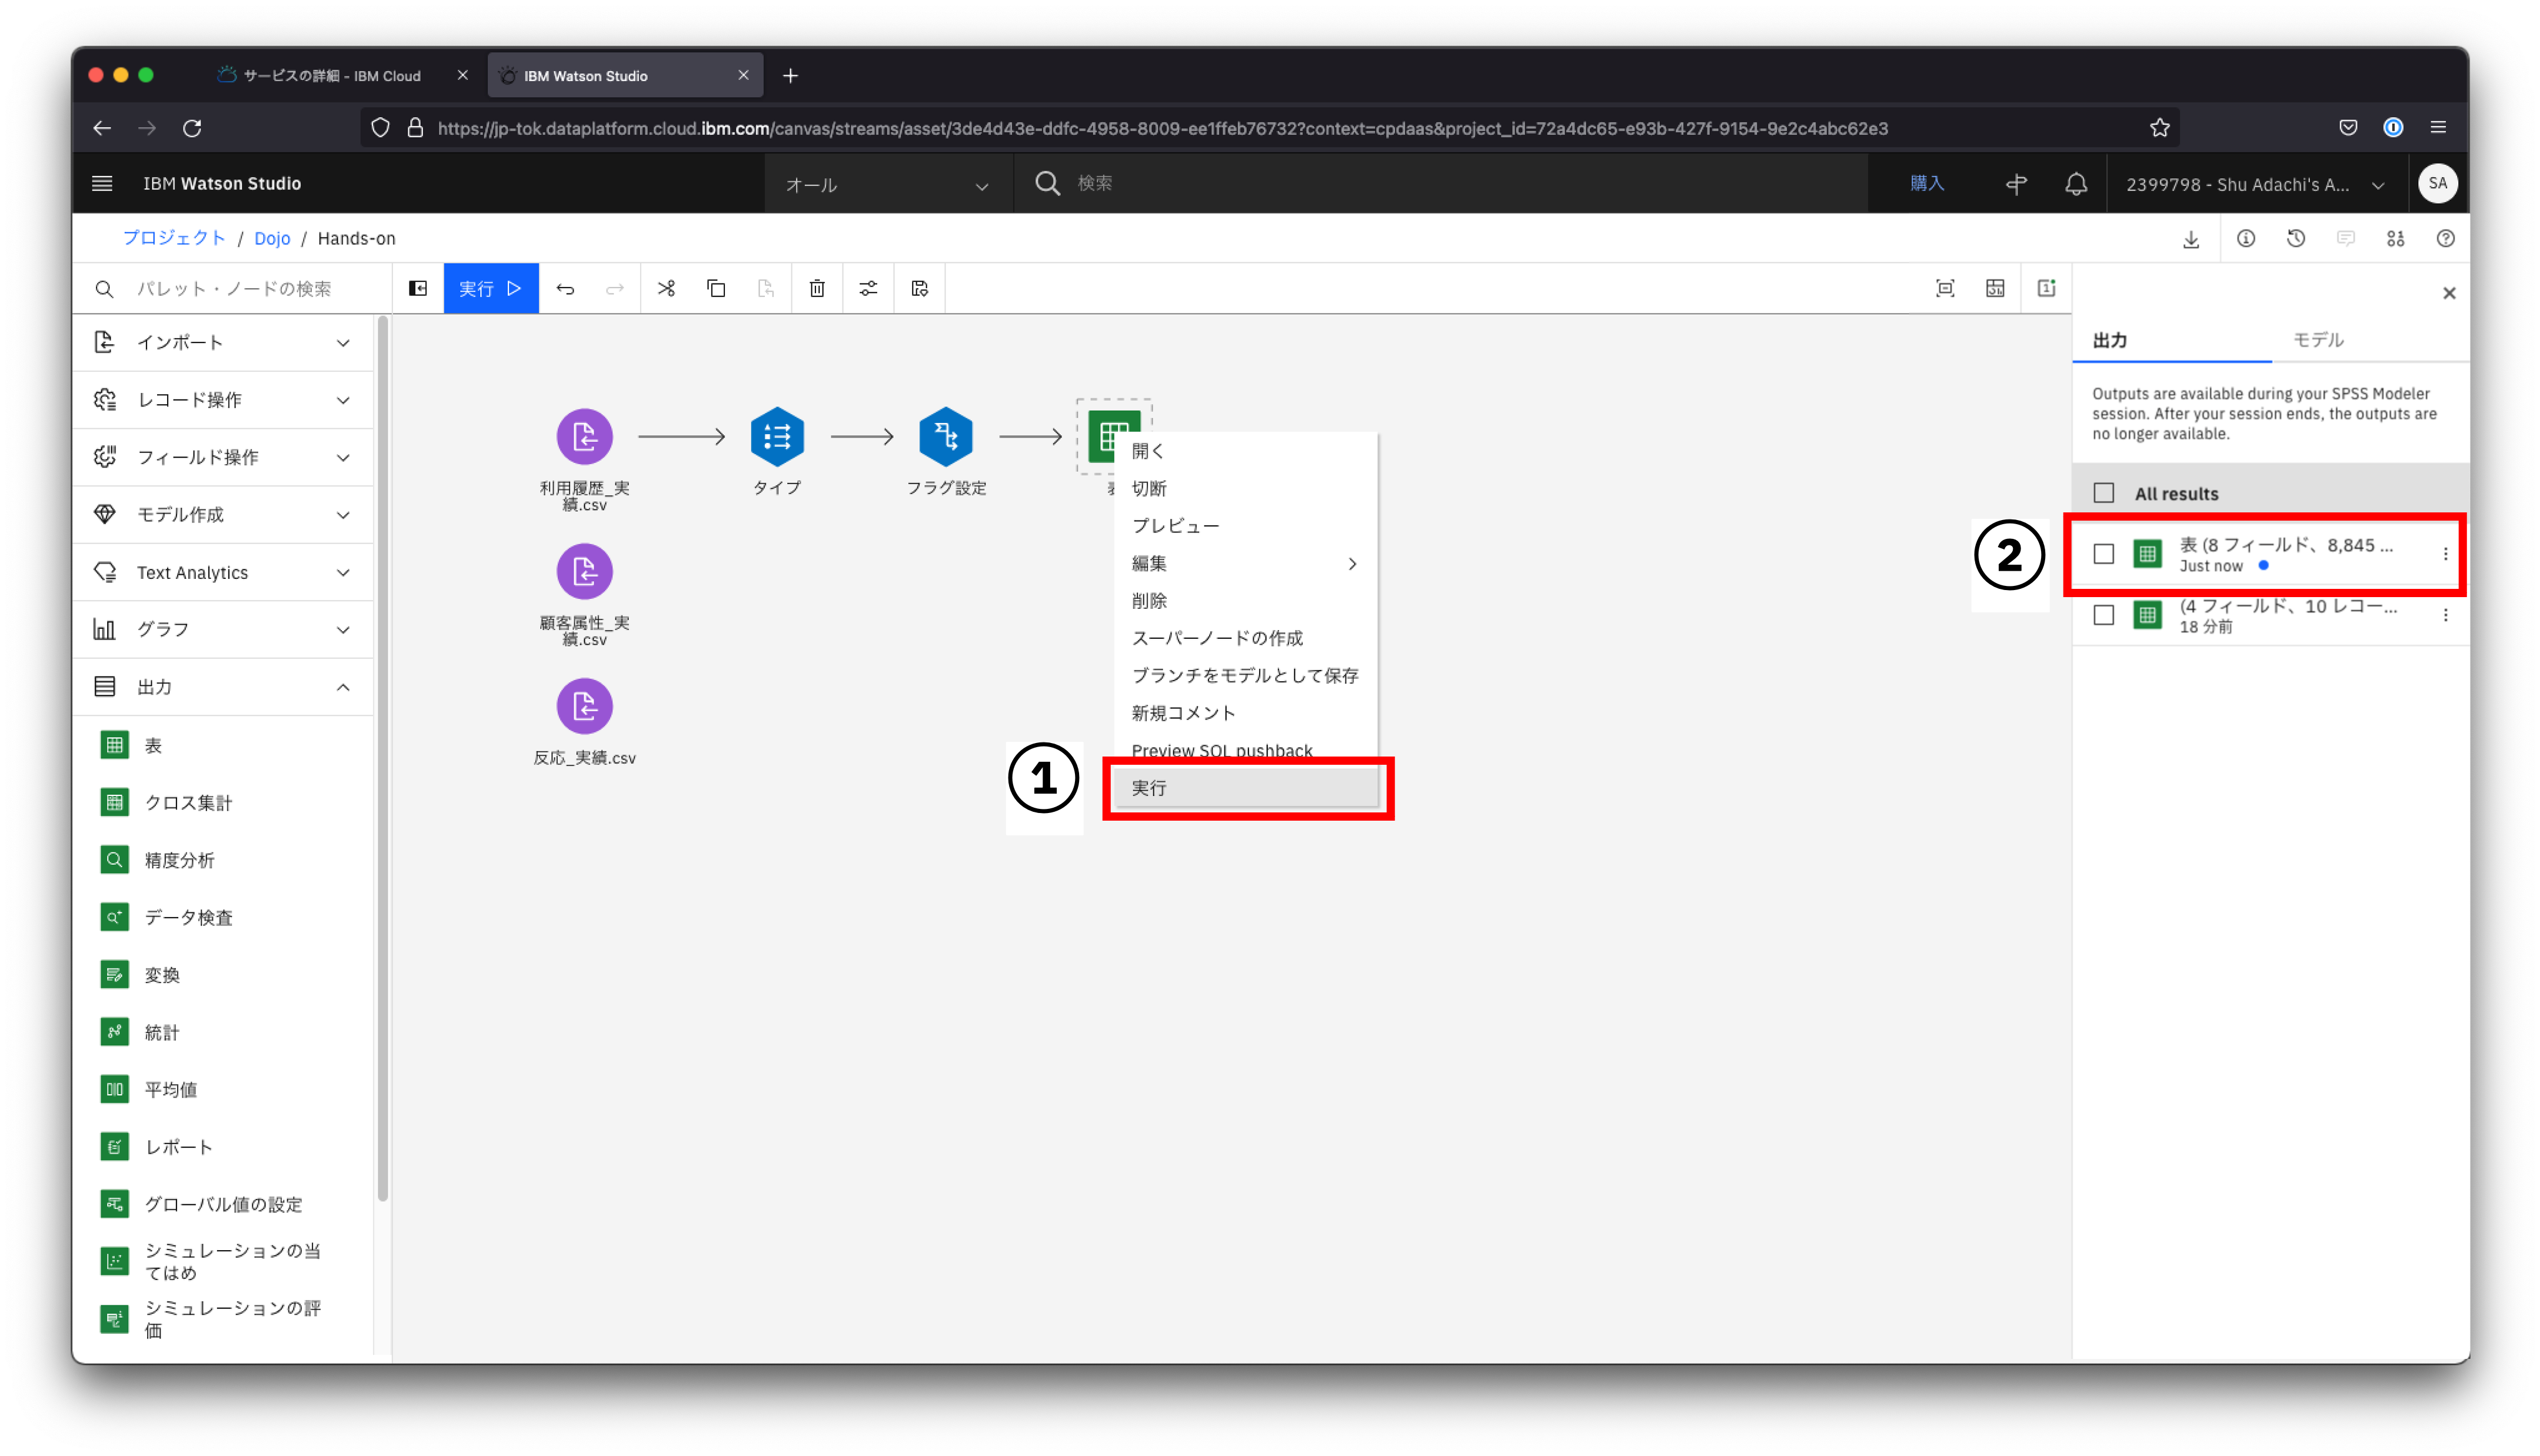 サービスの詳細 - IBM Cloud
IBM Watson Studio
https://jp-tok.dataplatform.cloud.ibm.com/canvas/streams/asset/3de4d43e-ddfc-4958-8009-ee1ffeb76732?context=cpdaas&project_id=72a4dc65-e93b-427f-9154-9e2c4abc62e3
IBM Watson Studio
オール
検索
購入
2399798 - Shu Adachi's A...
SA
プロジェクト / Dojo / Hands-on
パレット・ノードの検索
実行
インポート
レコード操作
フィールド操作
モデル作成
Text Analytics
グラフ
出力
表
クロス集計
精度分析
データ検査
変換
統計
平均値
レポート
グローバル値の設定
シミュレーションの当
てはめ
シミュレーションの評
価
利用履歴_実
績.csv
タイプ
フラグ設定
顧客属性_実
績.csv
反応_実績.csv
開く
切断
プレビュー
編集
削除
スーパーノードの作成
ブランチをモデルとして保存
新規コメント
Preview SQL pushback
1
実行
出力
モデル
Outputs are available during your SPSS Modeler
session. After your session ends, the outputs are
no longer available.
All results
2
表 (8 フィールド、8,845 ...
Just now
(4 フィールド、10 レコー...
18 分前